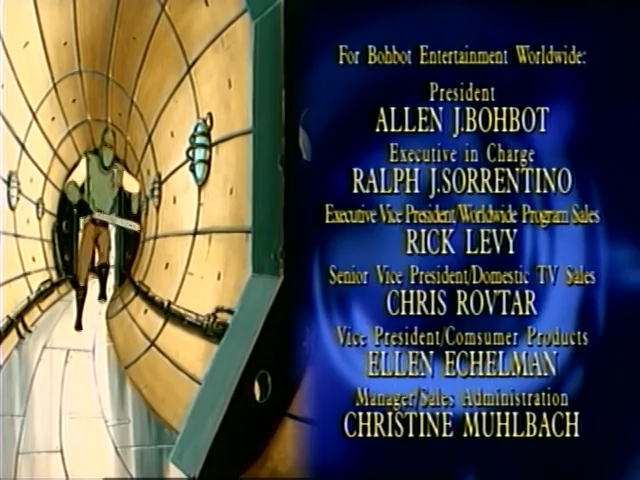 For Bohbot Entertainment Worldwide:
President
ALLEN J.BOHBOT
Executive in Charge
RALPH J.SORRENTINO
Executive Vice President/Worldwide Program Sales
RICK LEVY
Senior Vice President/Domestic TV Sales
CHRIS ROVTAR
Vice President/Comsumer Products
ELLEN ECHELMAN
Manager/Sales Administration
CHRISTINE MUHLBACH